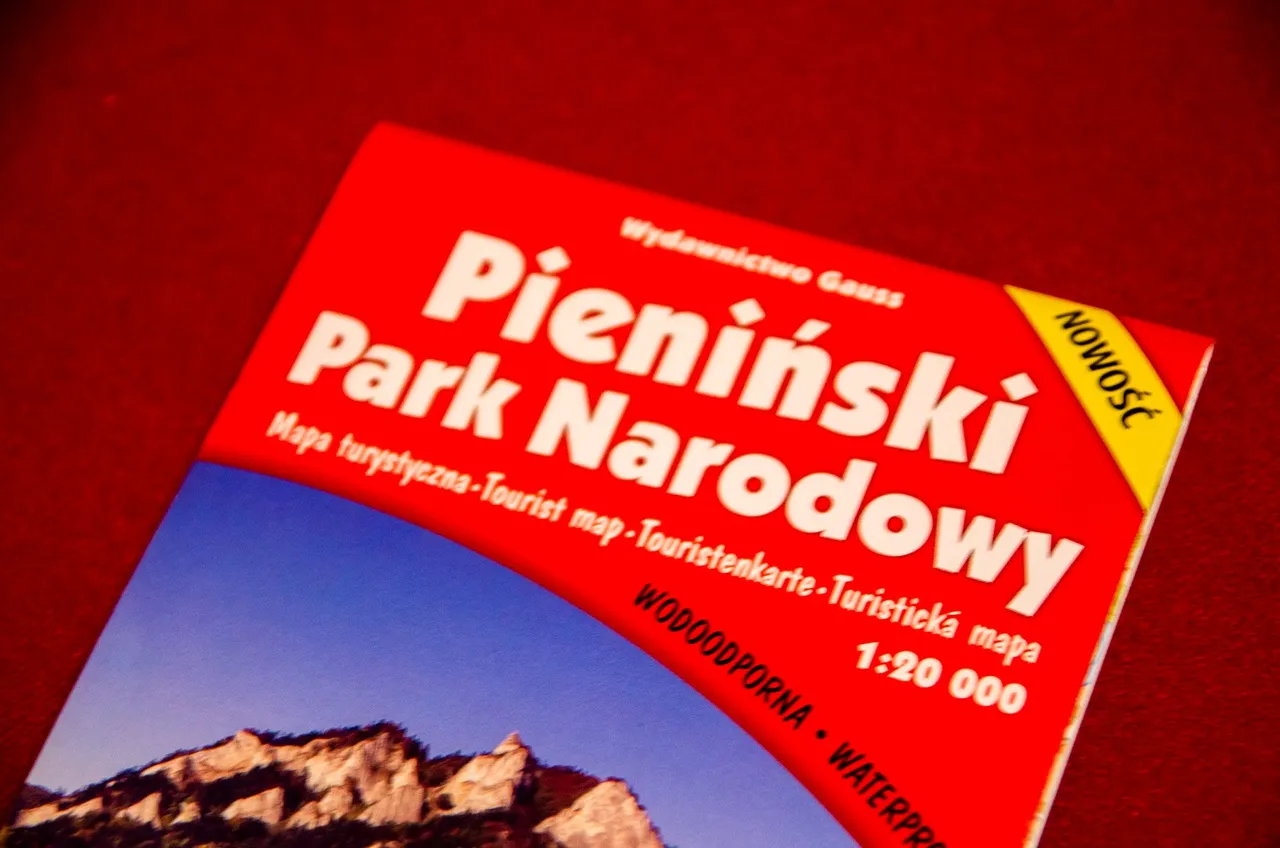 Wydawnictwo Gauss
NOWOŚĆ
Pieniński
Park Narodowy
Mapa turystyczna · Tourist map · Touristenkarte · Turistická mapa
1:20 000
WODOODPORNA •